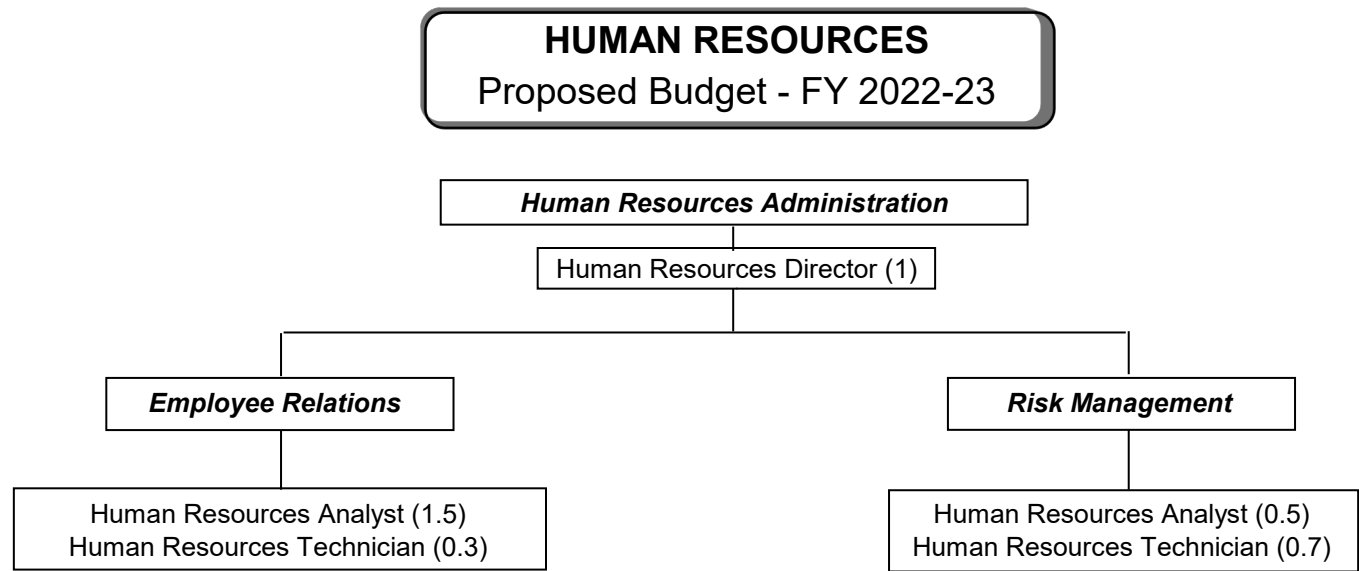 HUMAN RESOURCES
Proposed Budget - FY 2022-23
Human Resources Administration
Human Resources Director (1)
Employee Relations
Risk Management
Human Resources Analyst (1.5)
Human Resources Technician (0.3)
Human Resources Analyst (0.5)
Human Resources Technician (0.7)